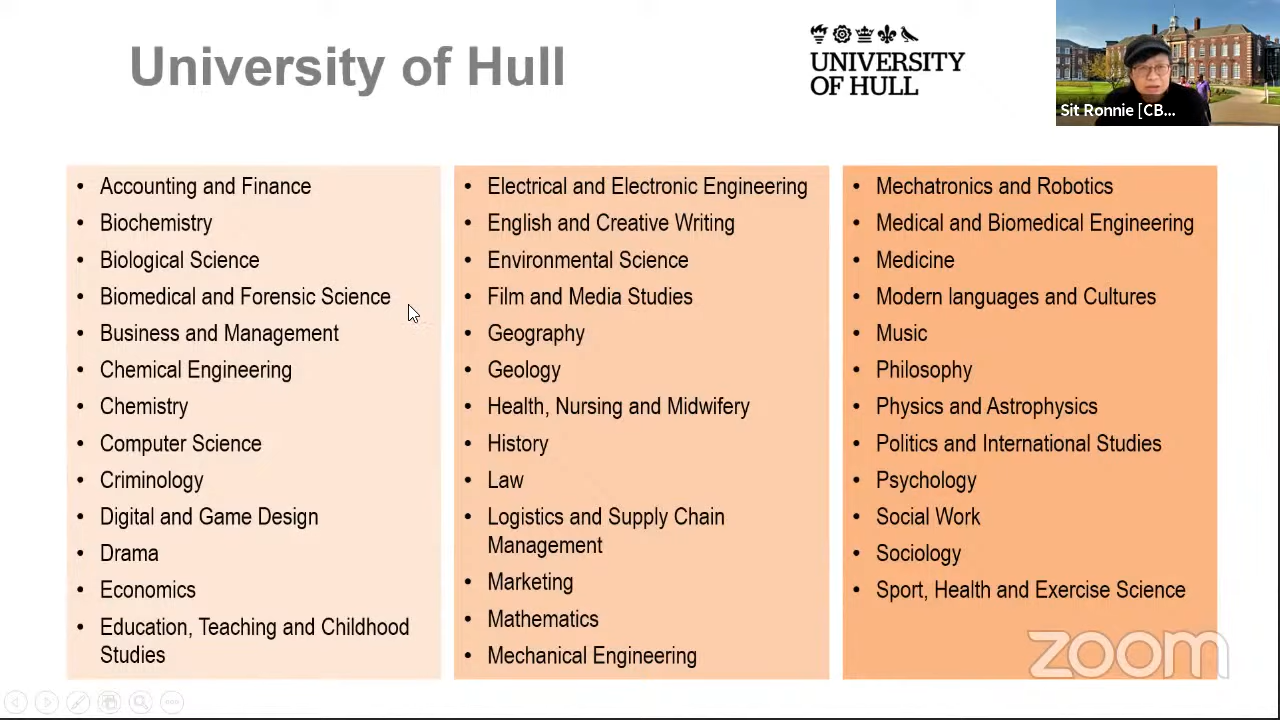 University of Hull
UNIVERSITY
OF HULL
Sit Ronnie [CB...
• Accounting and Finance
• Biochemistry
• Biological Science
• Biomedical and Forensic Science
• Business and Management
• Chemical Engineering
• Chemistry
• Computer Science
• Criminology
• Digital and Game Design
• Drama
• Economics
• Education, Teaching and Childhood
Studies
• Electrical and Electronic Engineering
• English and Creative Writing
• Environmental Science
• Film and Media Studies
• Geography
• Geology
• Health, Nursing and Midwifery
• History
• Law
• Logistics and Supply Chain
Management
• Marketing
• Mathematics
• Mechanical Engineering
• Mechatronics and Robotics
• Medical and Biomedical Engineering
• Medicine
• Modern languages and Cultures
• Music
• Philosophy
• Physics and Astrophysics
• Politics and International Studies
• Psychology
• Social Work
• Sociology
• Sport, Health and Exercise Science
zoom